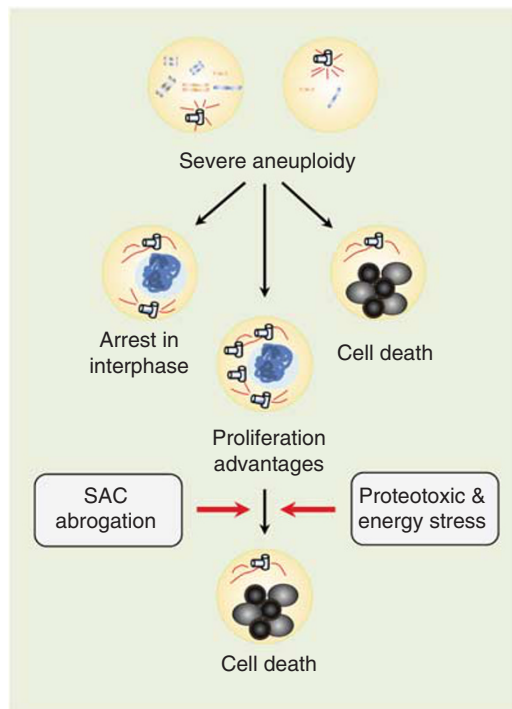 Severe aneuploidy
Arrest in
interphase
Cell death
Proliferation
advantages
SAC
abrogation
Proteotoxic &
energy stress
Cell death